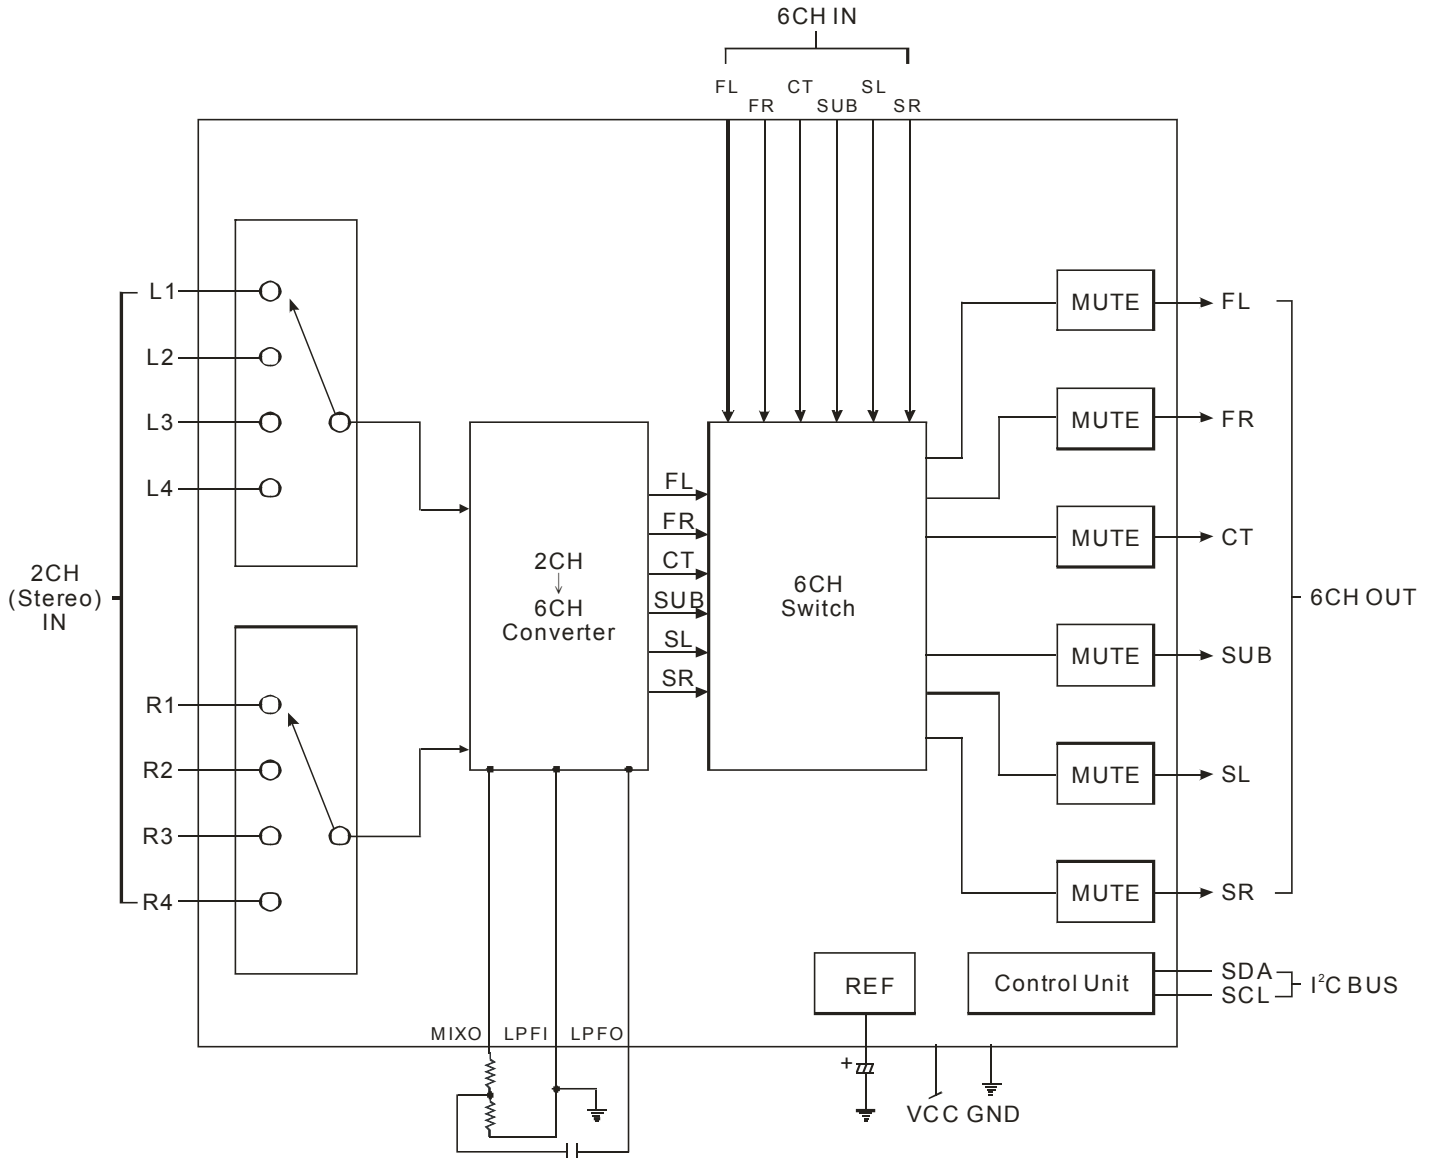 6CH IN
FL
FR
CT
SUB
SL
SR
L1
L2
L3
L4
2CH
(Stereo)
IN
R1
R2
R3
R4
2CH
↓
6CH
Converter
FL
FR
CT
SUB
SL
SR
6CH
Switch
MUTE
FL
MUTE
FR
MUTE
CT
MUTE
SUB
MUTE
SL
MUTE
SR
6CH OUT
REF
Control Unit
SDA
SCL
I²C BUS
MIXO
LPFI
LPFO
+
VCC
GND